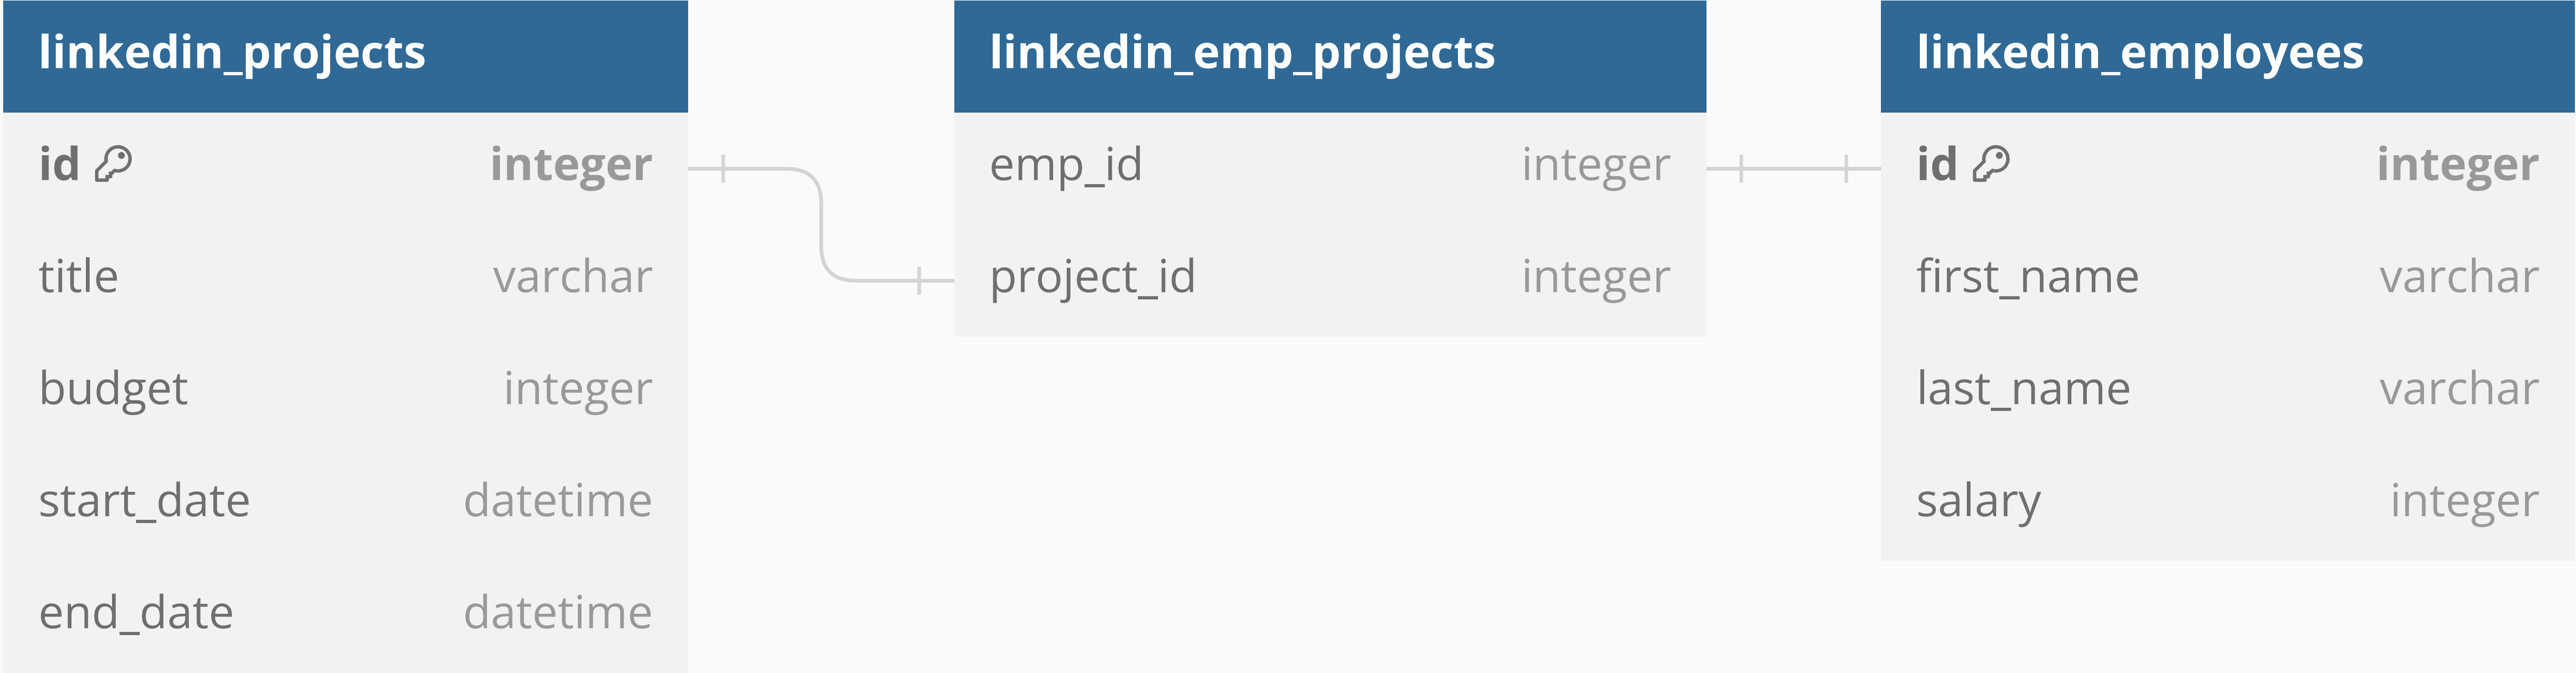 linkedin_projects
id integer
title varchar
budget integer
start_date datetime
end_date datetime
linkedin_emp_projects
emp_id integer
project_id integer
linkedin_employees
id integer
first_name varchar
last_name varchar
salary integer